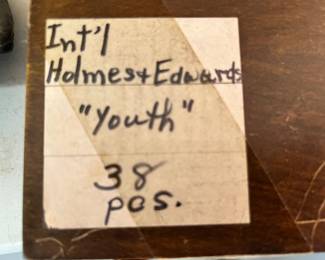 Int'l
Holmes & Edwards
"Youth"
38
pcs.